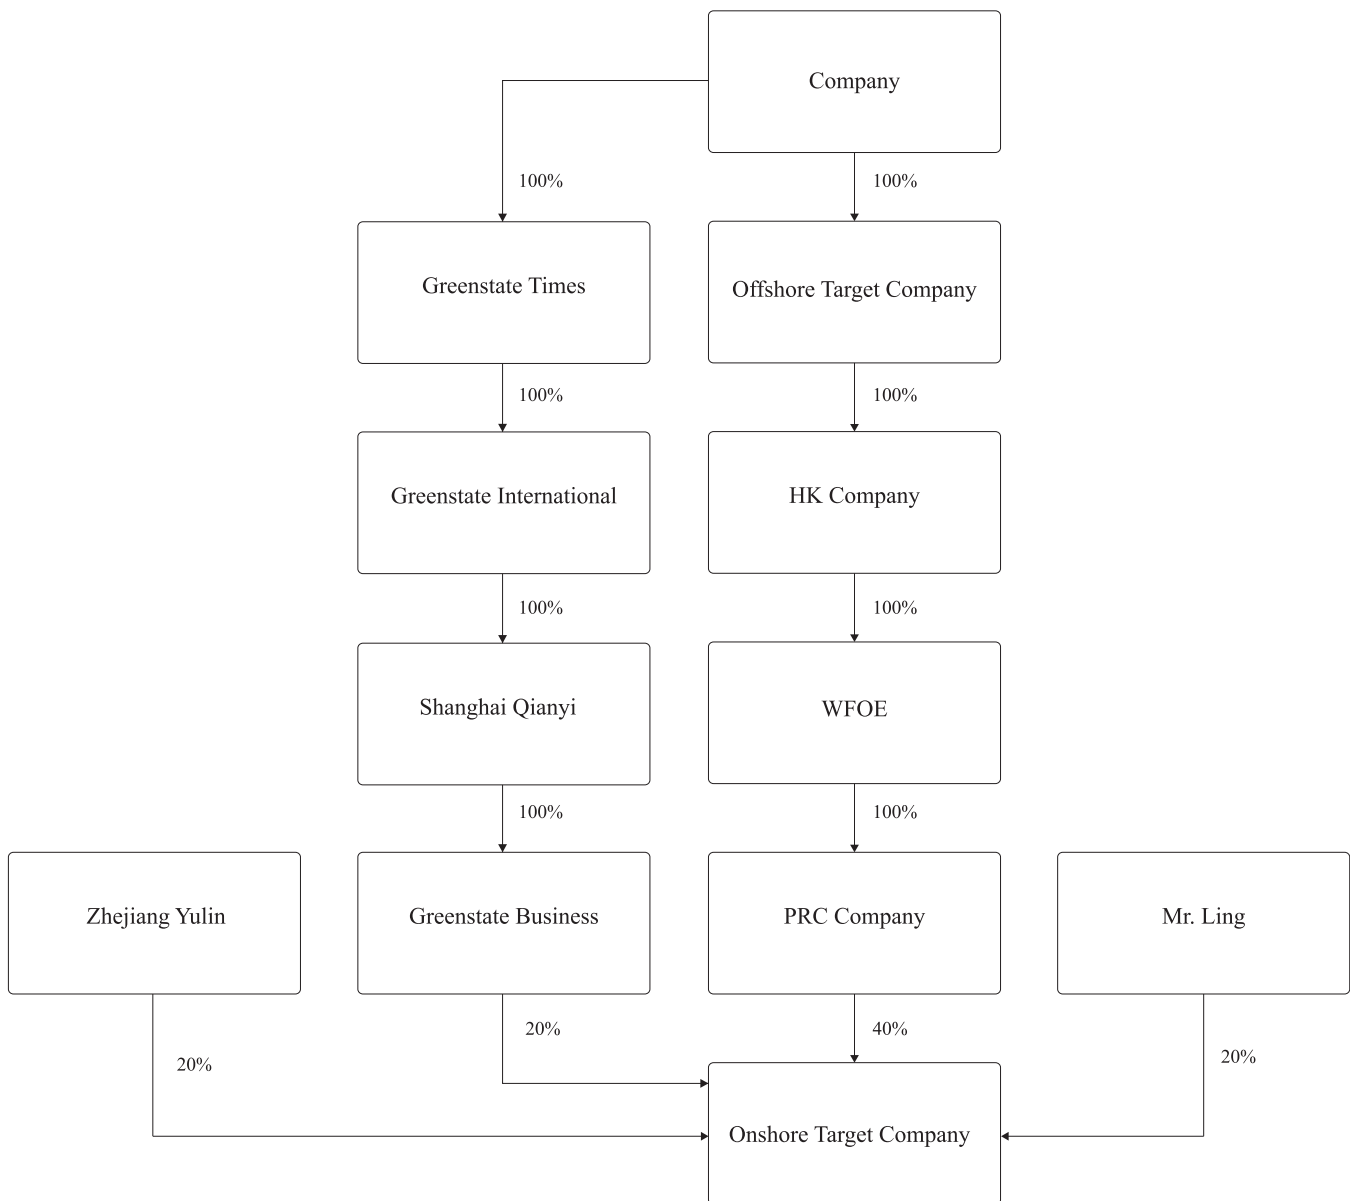 Company
100%
100%
Greenstate Times
Offshore Target Company
100%
100%
Greenstate International
HK Company
100%
100%
Shanghai Qianyi
WFOE
100%
100%
Zhejiang Yulin
Greenstate Business
PRC Company
Mr. Ling
20%
40%
20%
20%
Onshore Target Company